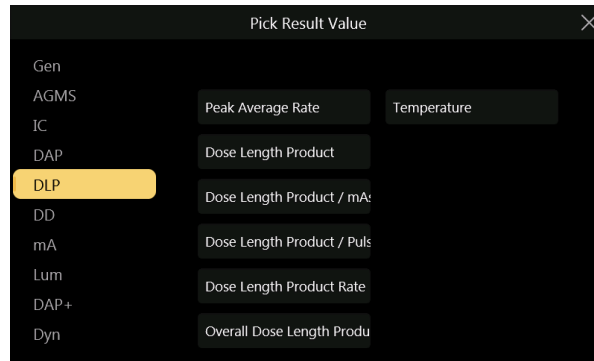 Pick Result Value
Gen
AGMS
IC
DAP
DLP
DD
mA
Lum
DAP+
Dyn
Peak Average Rate
Dose Length Product
Dose Length Product / mA
Dose Length Product / Puls
Dose Length Product Rate
Overall Dose Length Produ
Temperature